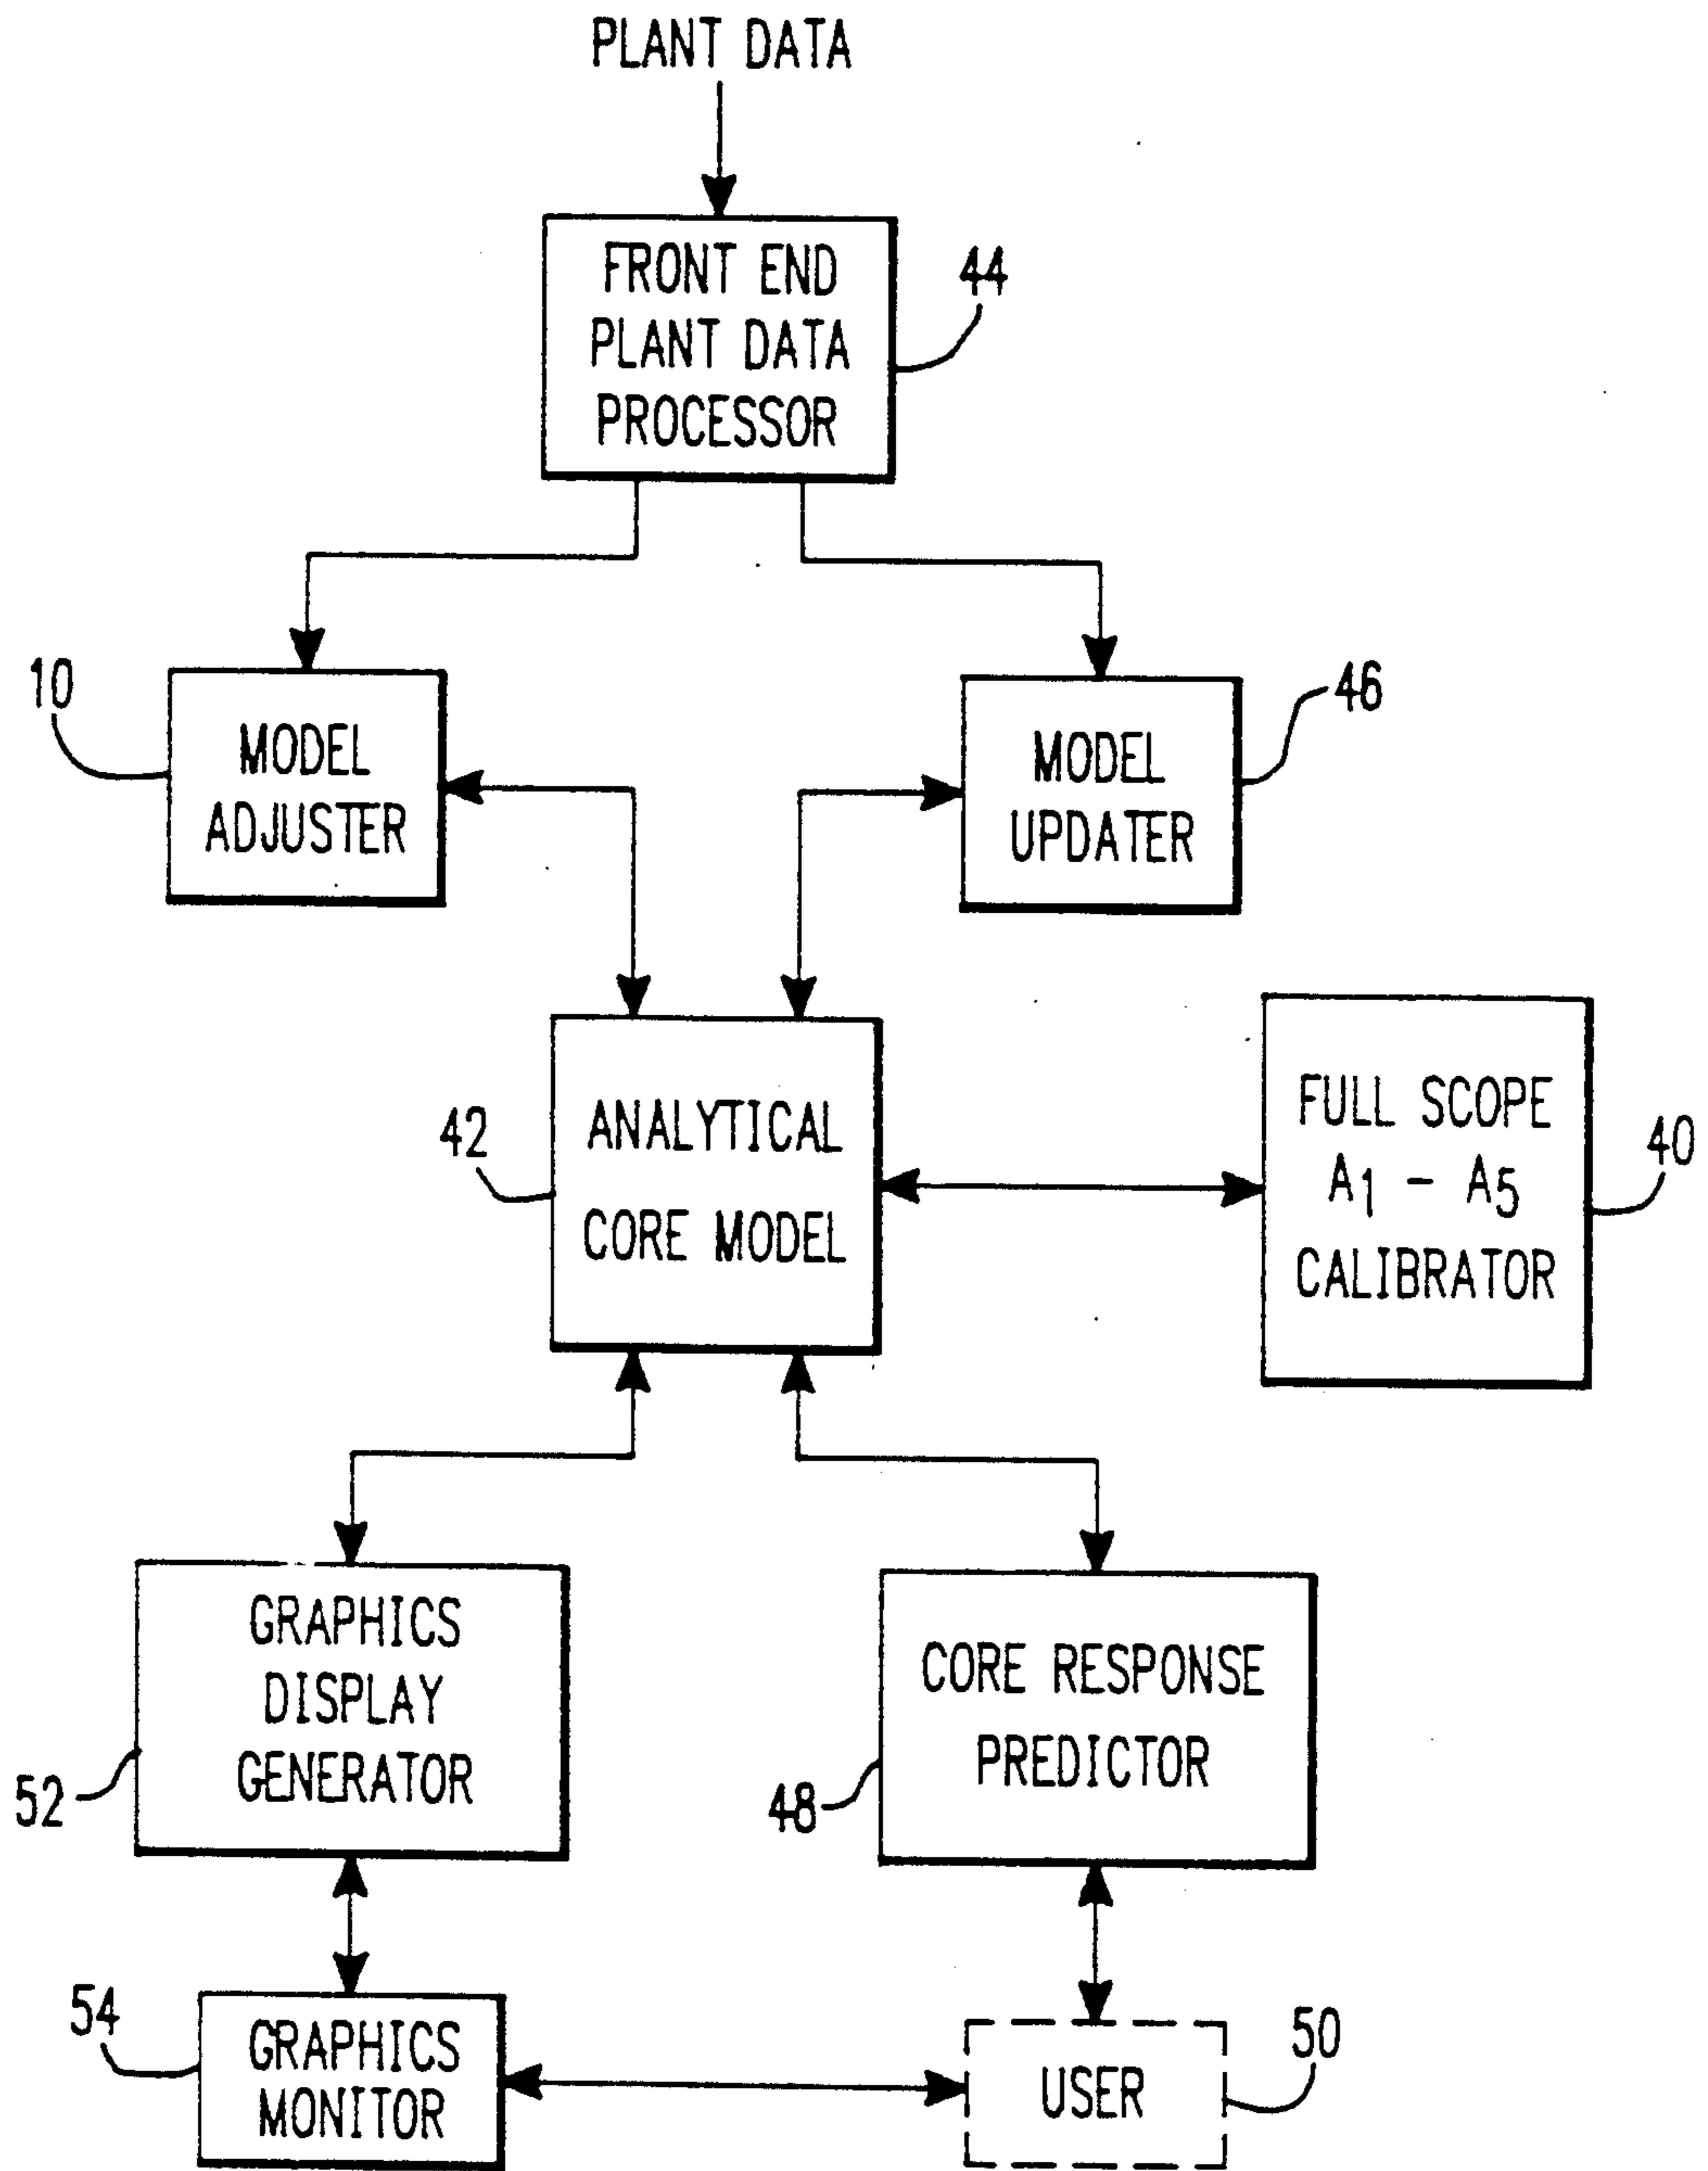 PLANT DATA
FRONT END
PLANT DATA
PROCESSOR
44
10
MODEL
ADJUSTER
MODEL
UPDATER
46
42
ANALYTICAL
CORE MODEL
FULL SCOPE
A1 - A5
CALIBRATOR
40
GRAPHICS
DISPLAY
GENERATOR
52
CORE RESPONSE
PREDICTOR
48
54
GRAPHICS
MONITOR
USER
50